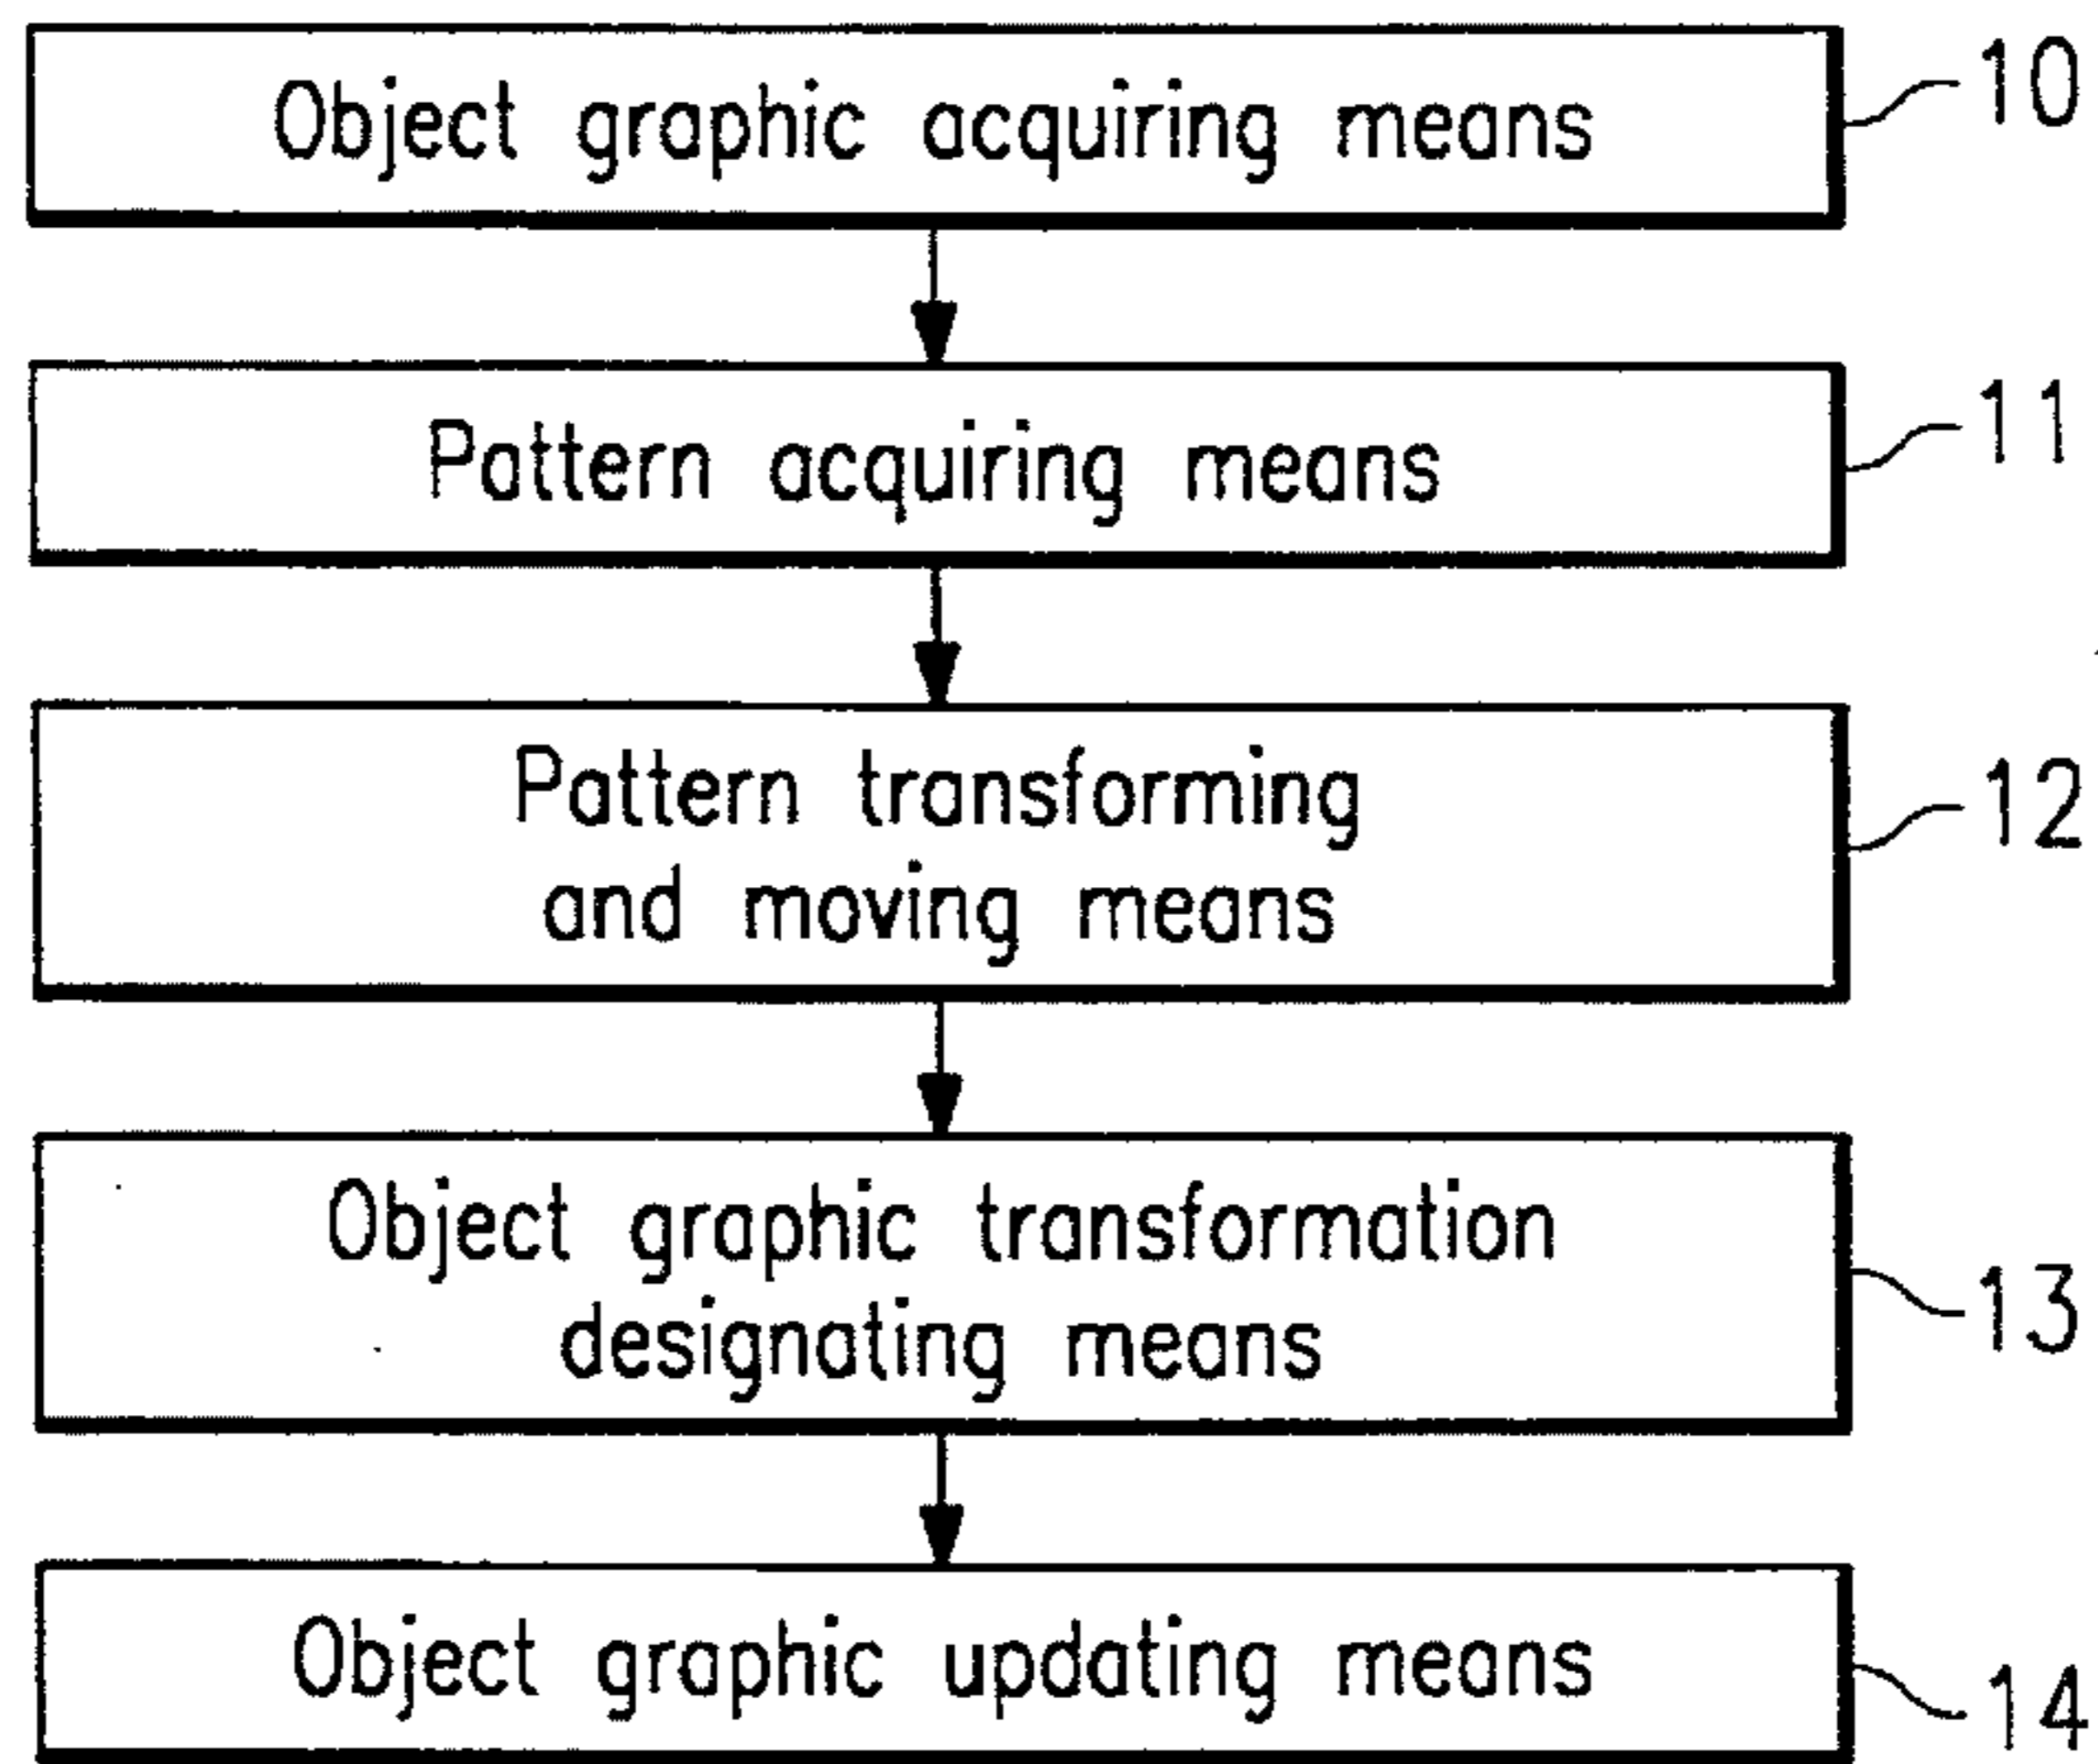 Object graphic acquiring means
10
Pattern acquiring means
11
Pattern transforming
and moving means
12
Object graphic transformation
designating means
13
Object graphic updating means
14